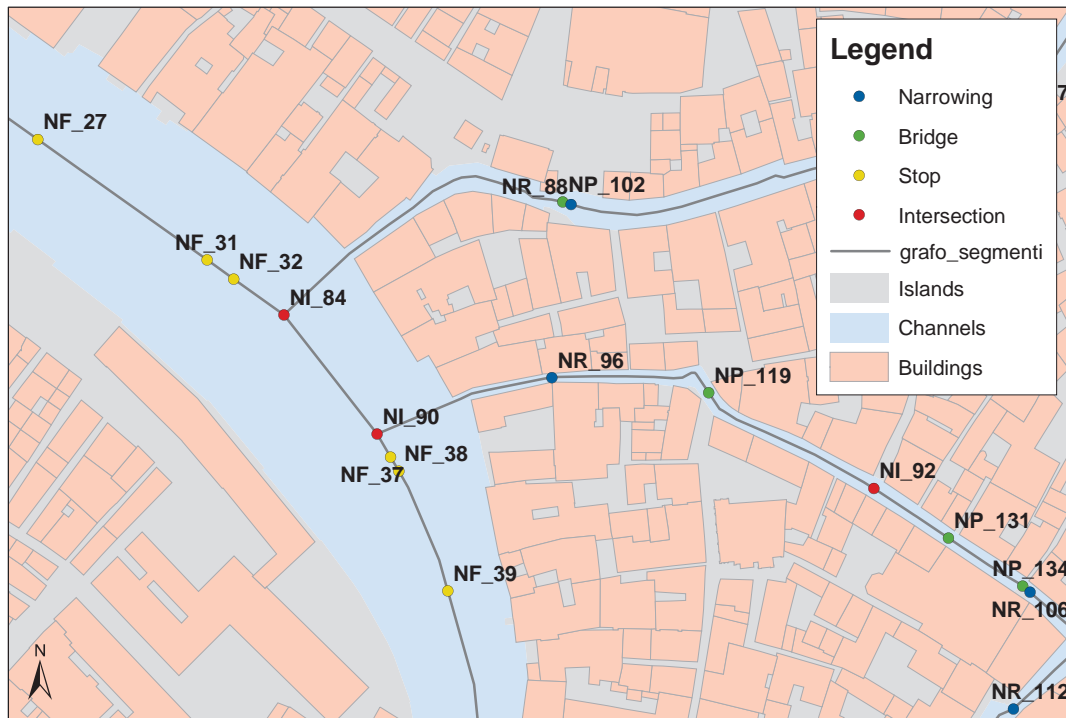 Legend
Narrowing
Bridge
Stop
Intersection
grafo_segmenti
Islands
Channels
Buildings
7
NF_27
NR_88
NP_102
NF_31
NF_32
NI_84
NR_96
NP_119
NI_90
NF_38
NF_37
NI_92
NP_131
NF_39
NP_134
NR_106
N
NR_112